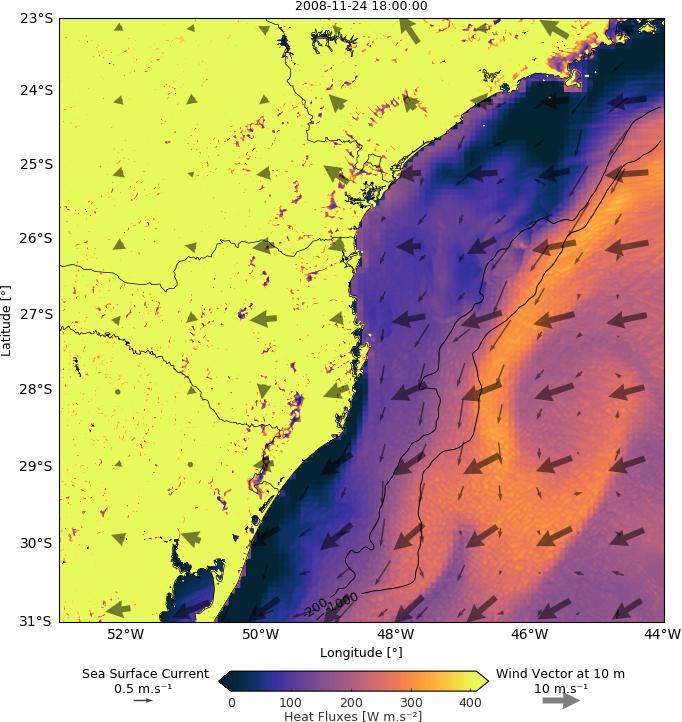 2008-11-24 18:00:00
23°S
24°S
25°S
26°S
27°S
28°S
29°S
30°S
31°S
Latitude [°]
200
1000
52°W
50°W
48°W
46°W
44°W
Longitude [°]
Sea Surface Current
0.5 m.s⁻¹
Wind Vector at 10 m
10 m.s⁻¹
0
100
200
300
400
Heat Fluxes [W m.s⁻²]